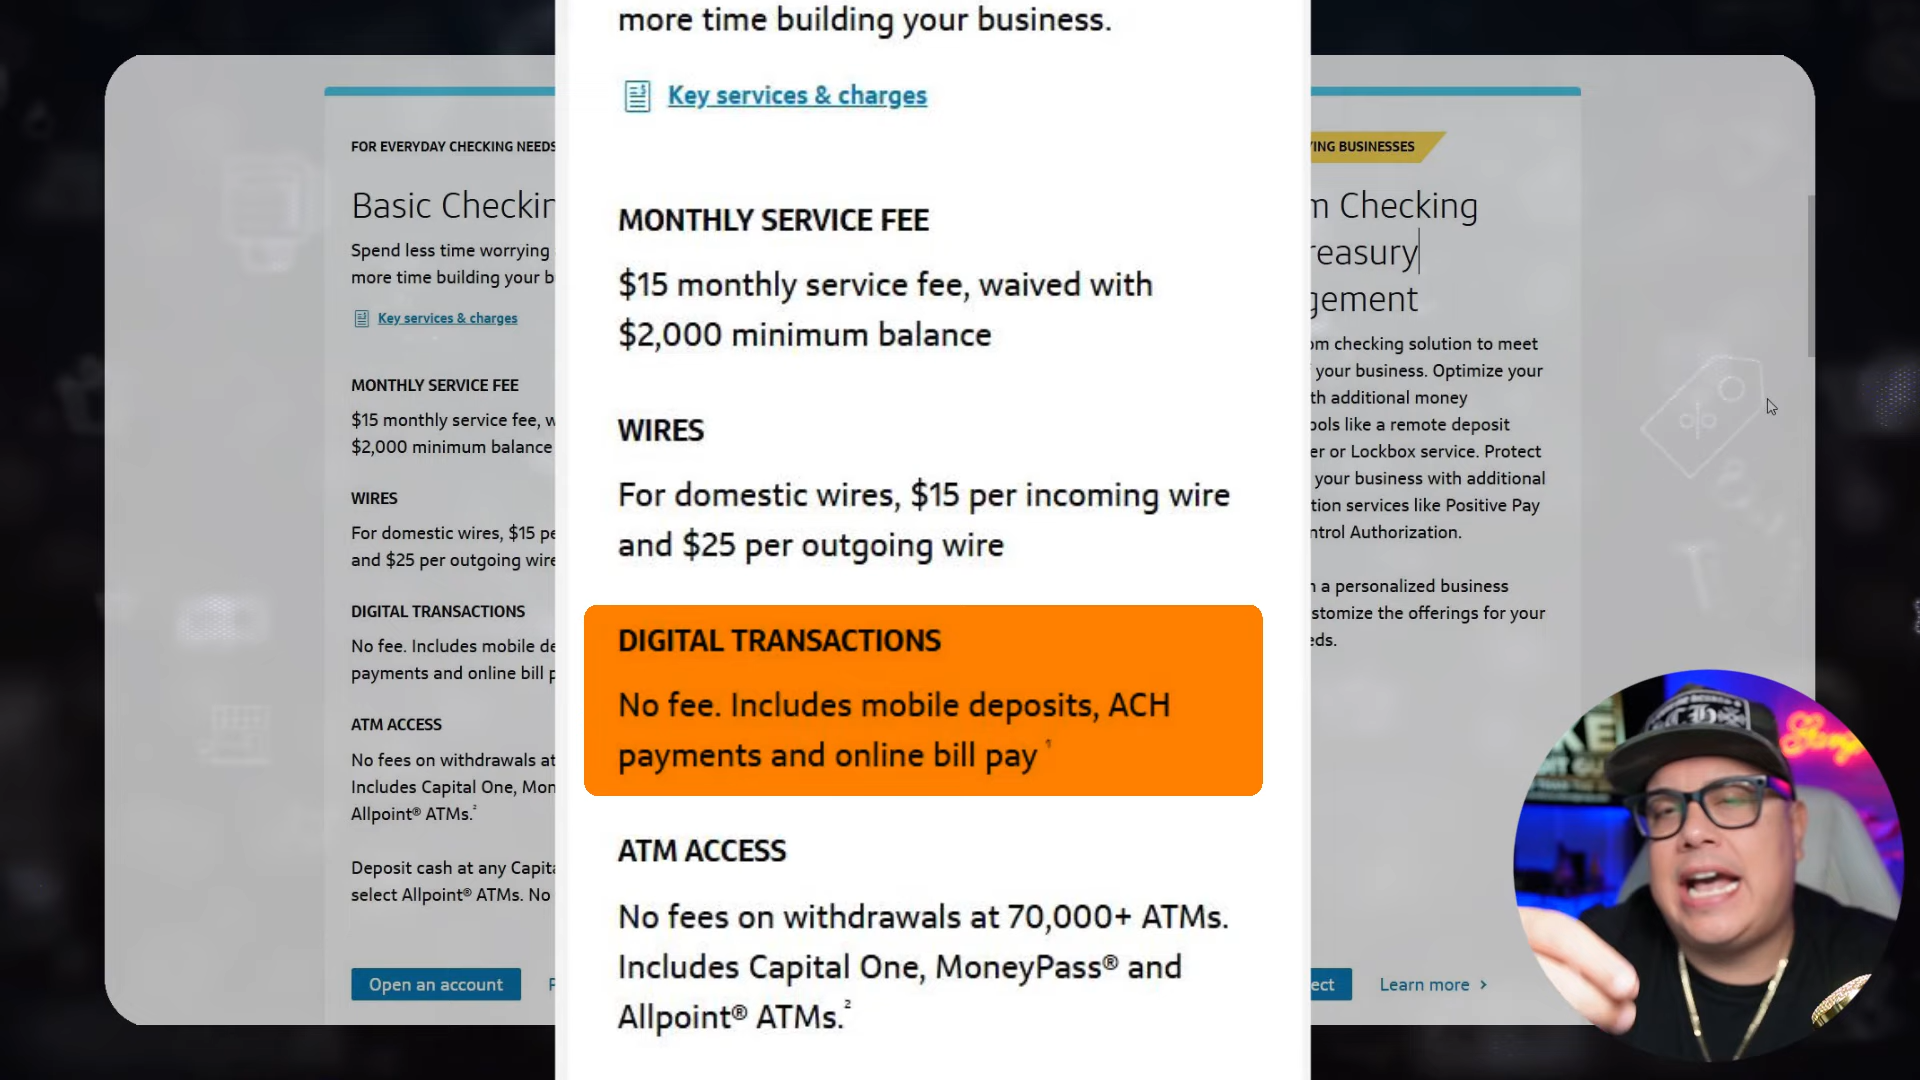 more time building your business.
Key services & charges
MONTHLY SERVICE FEE
$15 monthly service fee, waived with
$2,000 minimum balance
WIRES
For domestic wires, $15 per incoming wire
and $25 per outgoing wire
DIGITAL TRANSACTIONS
No fee. Includes mobile deposits, ACH
payments and online bill pay ¹
ATM ACCESS
No fees on withdrawals at 70,000+ ATMs.
Includes Capital One, MoneyPass® and
Allpoint® ATMs.²
FOR EVERYDAY CHECKING NEEDS
Basic Checkin
Spend less time worrying
more time building your b
Key services & charges
MONTHLY SERVICE FEE
$15 monthly service fee, w
$2,000 minimum balance
WIRES
For domestic wires, $15 pe
and $25 per outgoing wire
DIGITAL TRANSACTIONS
No fee. Includes mobile de
payments and online bill p
ATM ACCESS
No fees on withdrawals at
Includes Capital One, Mon
Allpoint® ATMs.²
Deposit cash at any Capita
select Allpoint® ATMs. No
Open an account
YING BUSINESSES
m Checking
reasury
gement
om checking solution to meet
your business. Optimize your
th additional money
ools like a remote deposit
er or Lockbox service. Protect
your business with additional
tion services like Positive Pay
ntrol Authorization.
a personalized business
stomize the offerings for your
eds.
ect
Learn more >